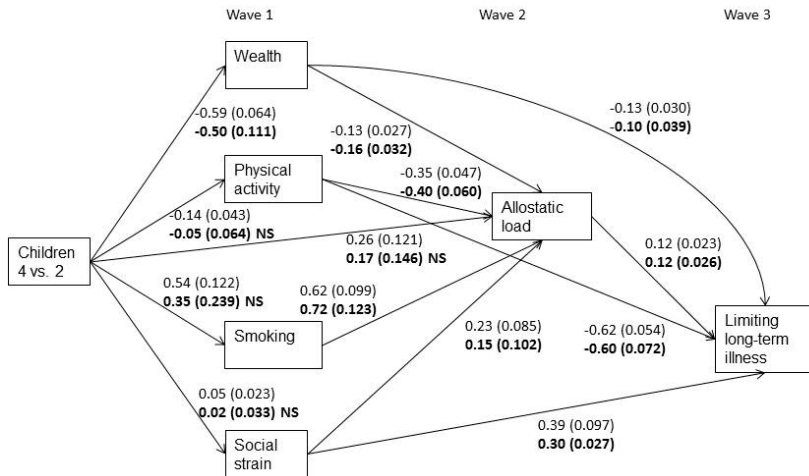 Wave 1
Wave 2
Wave 3
Wealth
-0.59 (0.064)
-0.50 (0.111)
-0.13 (0.027)
-0.16 (0.032)
-0.13 (0.030)
-0.10 (0.039)
Physical
activity
-0.35 (0.047)
-0.40 (0.060)
Allostatic
load
-0.14 (0.043)
-0.05 (0.064) NS
Children
4 vs. 2
0.26 (0.121)
0.17 (0.146) NS
0.12 (0.023)
0.12 (0.026)
0.54 (0.122)
0.35 (0.239) NS
0.62 (0.099)
0.72 (0.123)
Smoking
0.23 (0.085)
0.15 (0.102)
-0.62 (0.054)
-0.60 (0.072)
Limiting
long-term
illness
0.05 (0.023)
0.02 (0.033) NS
Social
strain
0.39 (0.097)
0.30 (0.027)